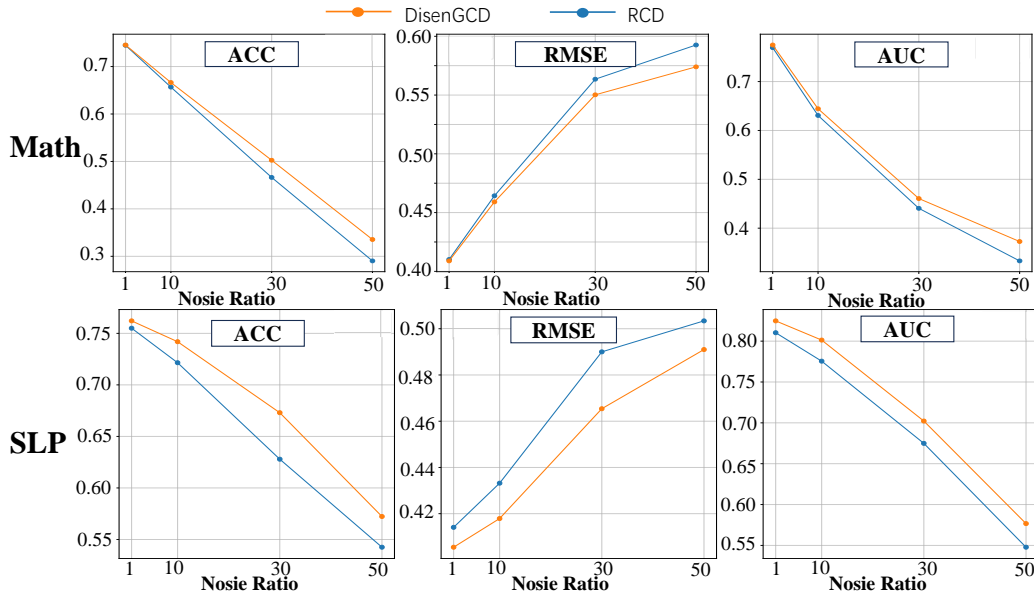 DisenGCD RCD
Math
ACC
0.7
0.6
0.5
0.4
0.3
1 10 30 50
Nosie Ratio
RMSE
0.60
0.55
0.50
0.45
0.40
1 10 30 50
Nosie Ratio
AUC
0.7
0.6
0.5
0.4
1 10 30 50
Nosie Ratio
SLP
ACC
0.75
0.70
0.65
0.60
0.55
1 10 30 50
Nosie Ratio
RMSE
0.50
0.48
0.46
0.44
0.42
1 10 30 50
Nosie Ratio
AUC
0.80
0.75
0.70
0.65
0.60
0.55
1 10 30 50
Nosie Ratio